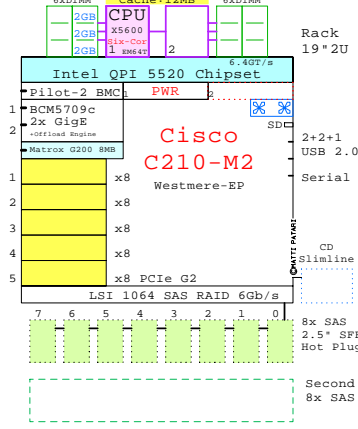 6xDIMM Cache:12MB 6xDIMM
2GB CPU
2GB X5600
Six-Cor
2GB 1 EM64T 2
Rack
19"2U
6.4GT/s
Intel QPI 5520 Chipset
Pilot-2 BMC 1 PWR 2
1 BCM5709c
2x GigE
2 +Offload Engine
SD
Matrox G200 8MB
Cisco
C210-M2
Westmere-EP
2+2+1
USB 2.0
Serial
1 x8
2 x8
3 x8
4 x8
5 x8 PCIe G2
©MATTI PATARI
CD
Slimline
LSI 1064 SAS RAID 6Gb/s
7 6 5 4 3 2 1 0
8x SAS
2.5" SFF
Hot Plug
Second
8x SAS